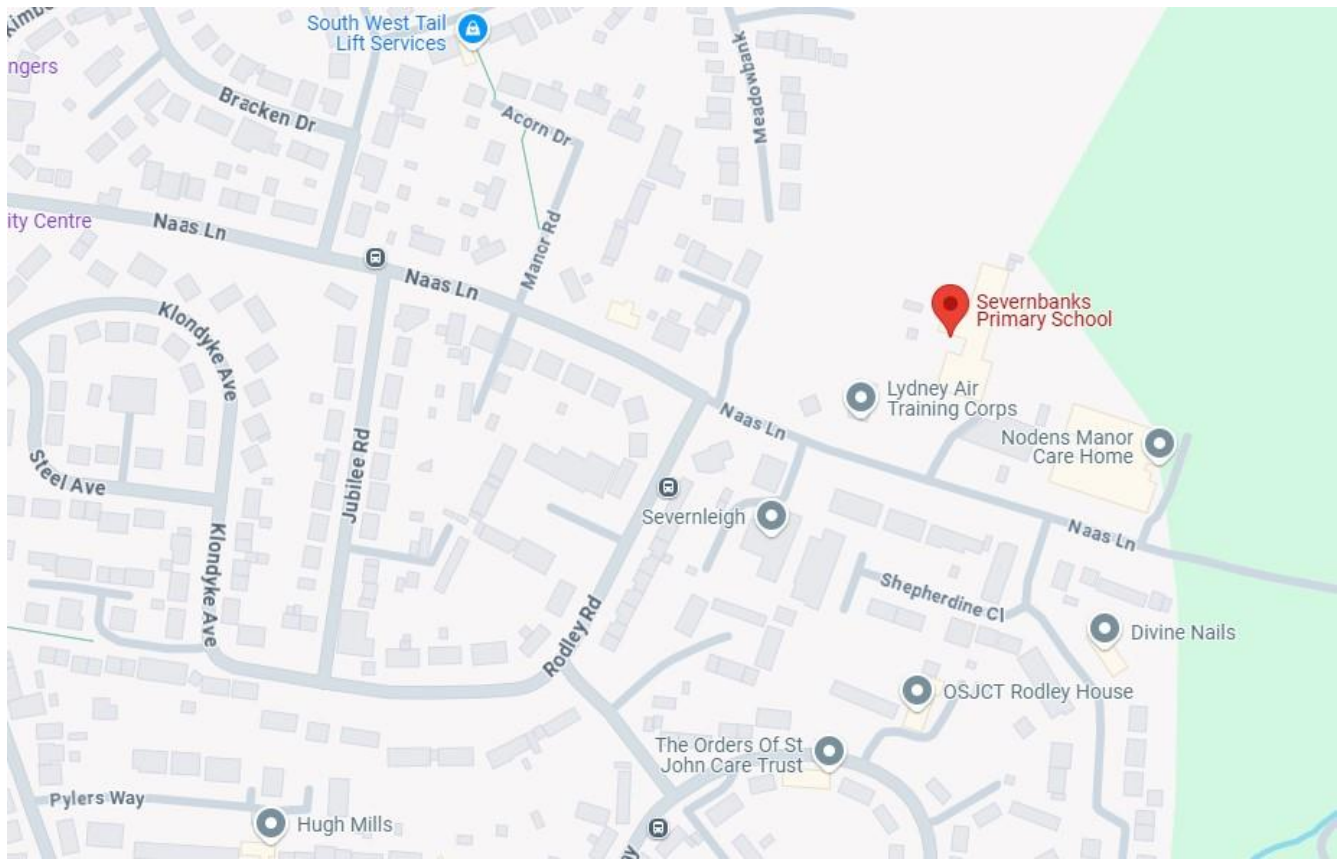 South West Tail
Lift Services
ngers
Bracken Dr
Acorn Dr
Meadowbank
ity Centre
Naas Ln
Manor Rd
Naas Ln
Klondyke Ave
Severnbanks
Primary School
Lydney Air
Training Corps
Naas Ln
Nodens Manor
Care Home
Jubilee Rd
Steel Ave
Severnleigh
Naas Ln
Klondyke Ave
Shepherdine Cl
Rodley Rd
Divine Nails
OSJCT Rodley House
The Orders Of St
John Care Trust
Pylers Way
Hugh Mills